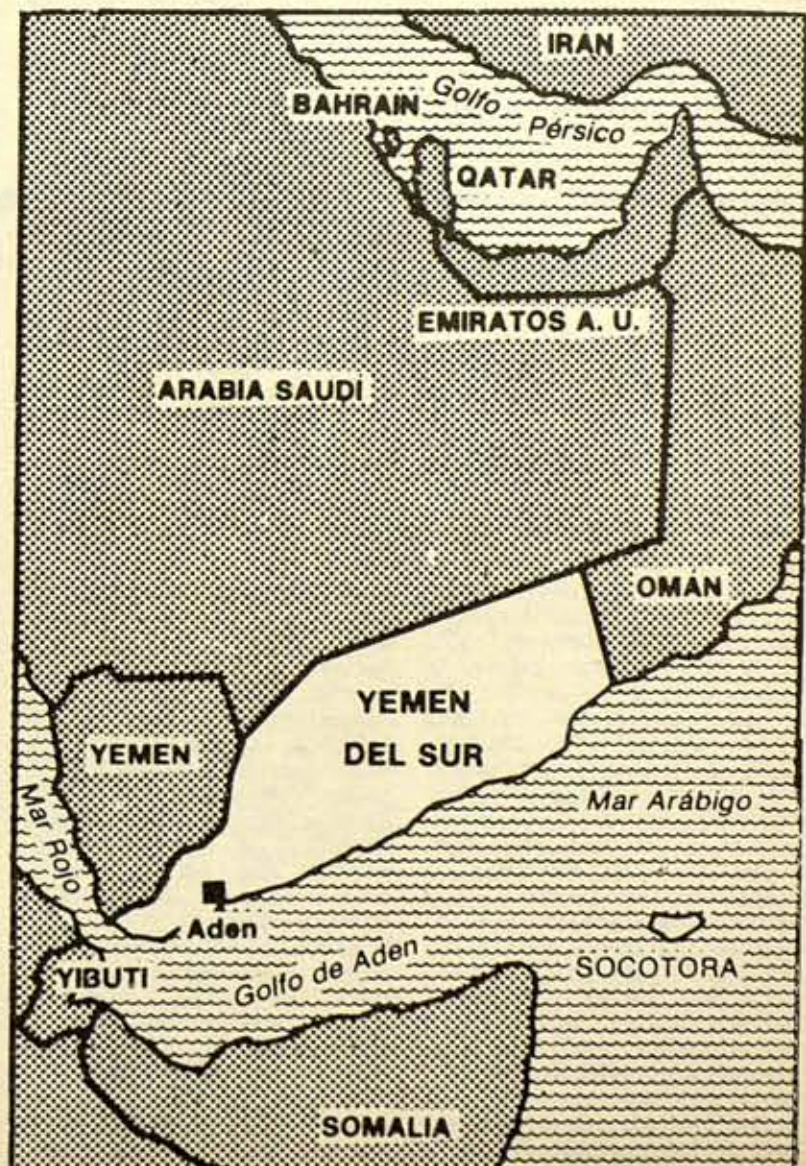 IRAN
BAHRAIN
Golfo
Pérsico
QATAR
EMIRATOS A. U.
ARABIA SAUDI
OMAN
YEMEN
DEL SUR
YEMEN
Mar Rojo
Mar Arábigo
Aden
YIBUTI
Golfo de Aden
SOCOTORA
SOMALIA